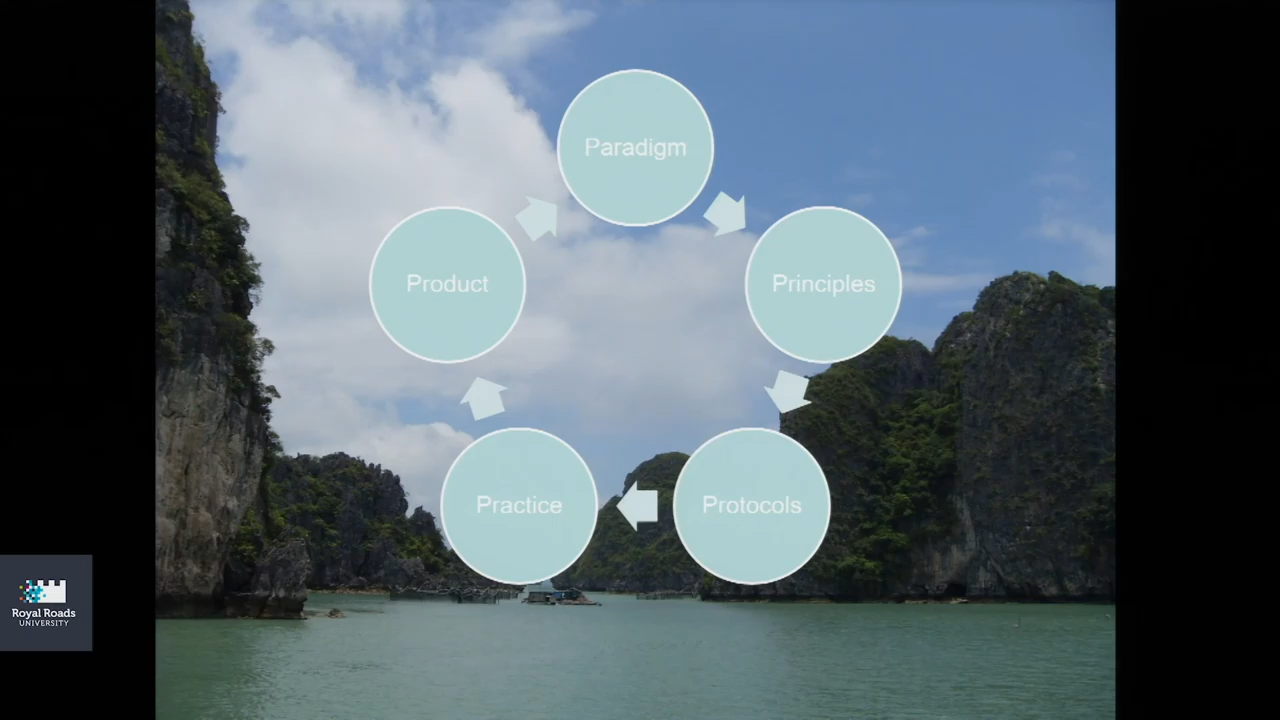 Paradigm
Principles
Protocols
Practice
Product
Royal Roads
UNIVERSITY